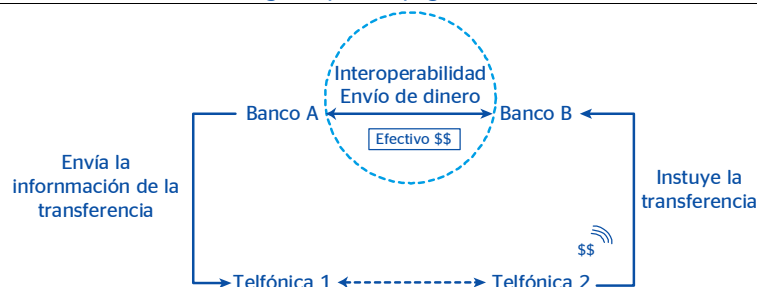 Interoperabilidad
Envío de dinero
Banco A
Banco B
Efectivo $$
Envía la
infornmación de la
transferencia
Instuye la
transferencia
$$
Telfónica 1
Telfónica 2